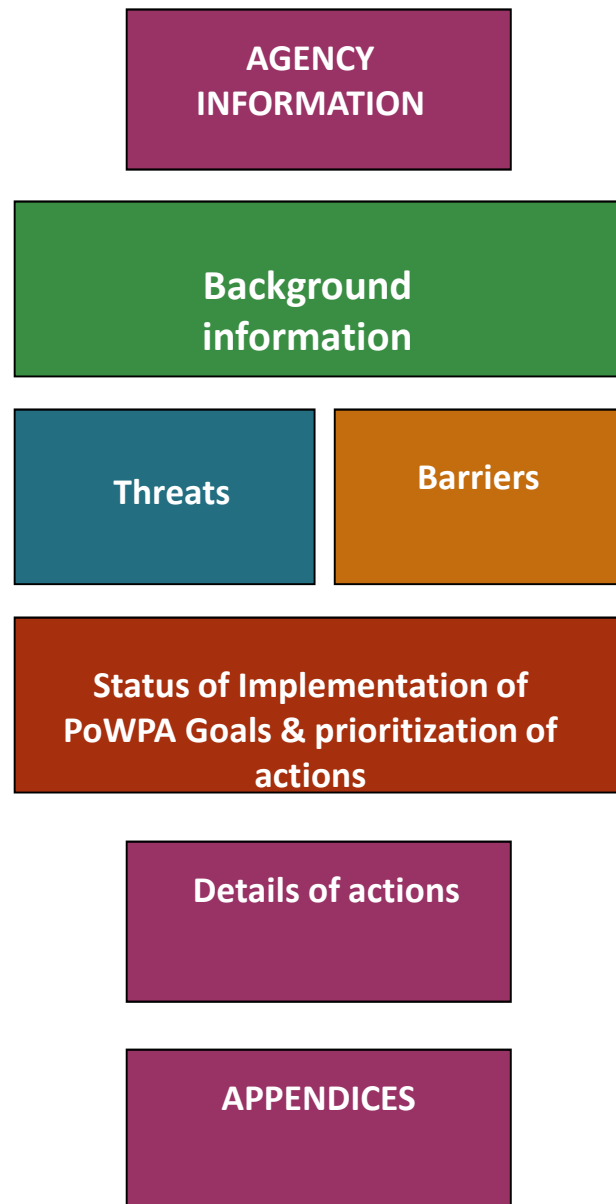 AGENCY
INFORMATION
Background
information
Threats
Barriers
Status of Implementation of
PoWPA Goals & prioritization of
actions
Details of actions
APPENDICES